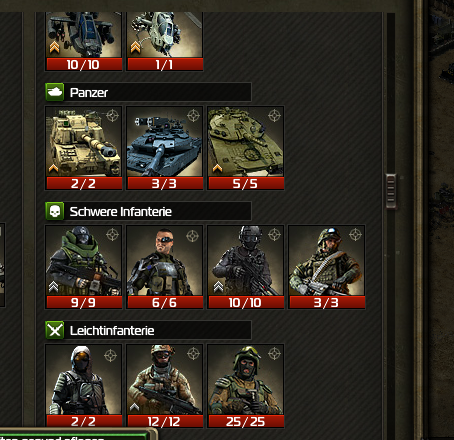 10/10 1/1
Panzer
2/2 3/3 5/5
Schwere Infanterie
9/9 6/6 10/10 3/3
Leichtinfanterie
2/2 12/12 25/25